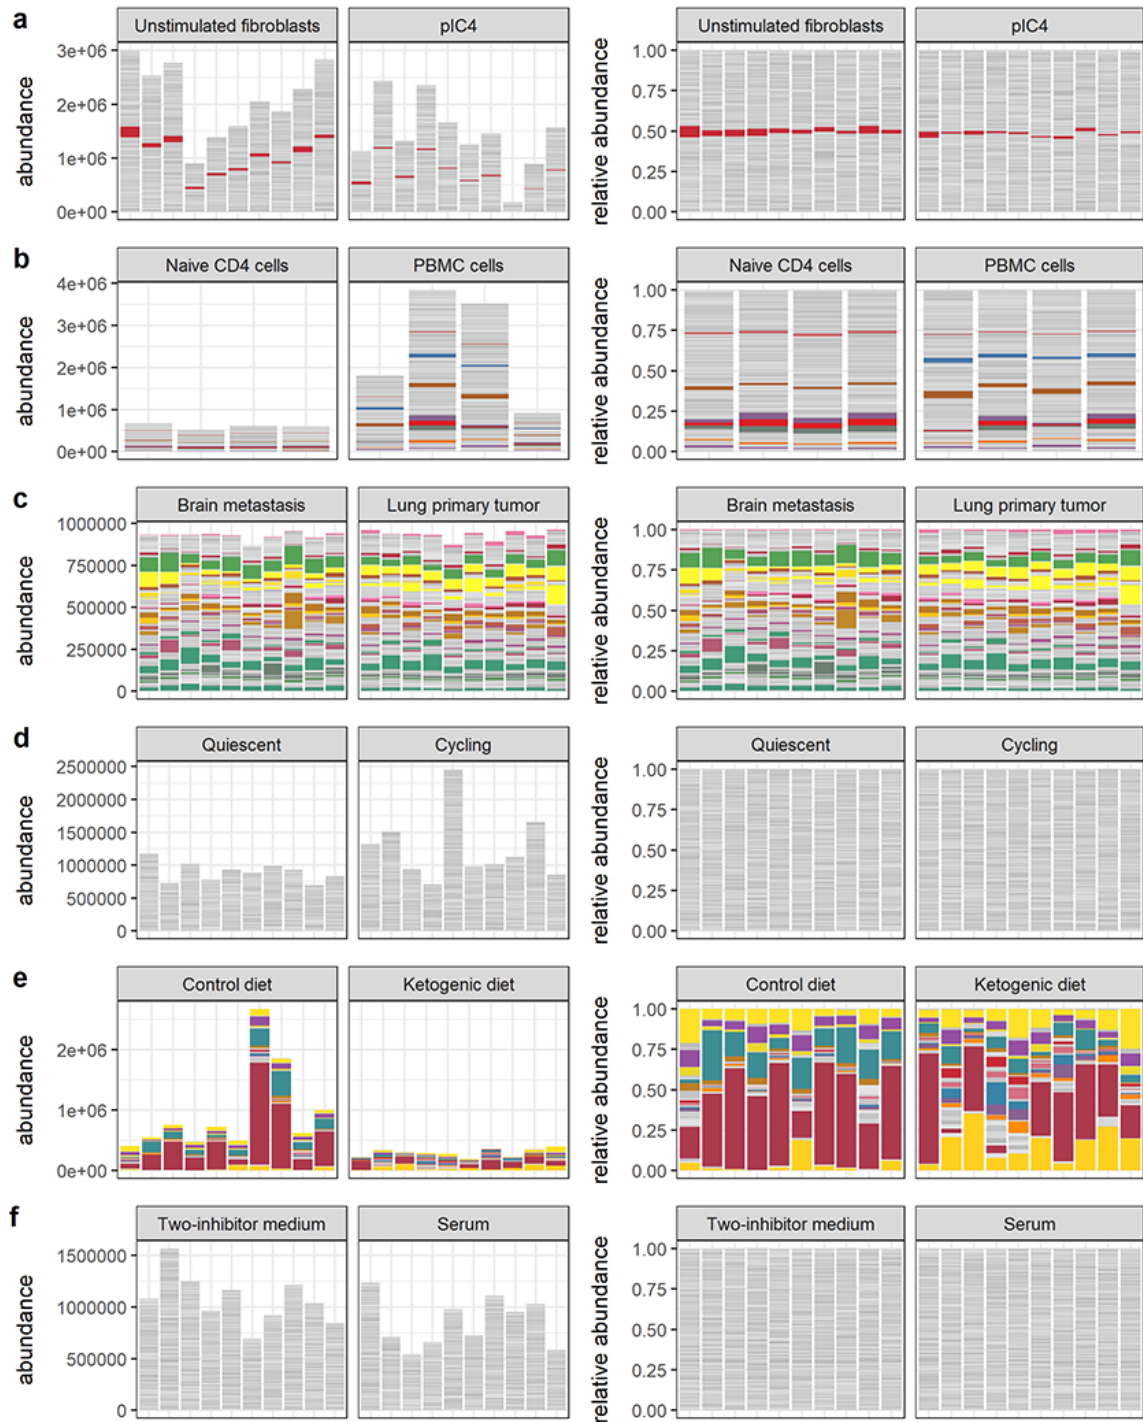 a
Unstimulated fibroblasts
pIC4
Unstimulated fibroblasts
pIC4
abundance
3e+06
2e+06
1e+06
0e+00
relative abundance
1.00
0.75
0.50
0.25
0.00
b
Naive CD4 cells
PBMC cells
Naive CD4 cells
PBMC cells
abundance
4e+06
3e+06
2e+06
1e+06
0e+00
relative abundance
1.00
0.75
0.50
0.25
0.00
c
Brain metastasis
Lung primary tumor
Brain metastasis
Lung primary tumor
abundance
1000000
750000
500000
250000
0
relative abundance
1.00
0.75
0.50
0.25
0.00
d
Quiescent
Cycling
Quiescent
Cycling
abundance
2500000
2000000
1500000
1000000
500000
0
relative abundance
1.00
0.75
0.50
0.25
0.00
e
Control diet
Ketogenic diet
Control diet
Ketogenic diet
abundance
2e+06
1e+06
0e+00
relative abundance
1.00
0.75
0.50
0.25
0.00
f
Two-inhibitor medium
Serum
Two-inhibitor medium
Serum
abundance
1500000
1000000
500000
0
relative abundance
1.00
0.75
0.50
0.25
0.00